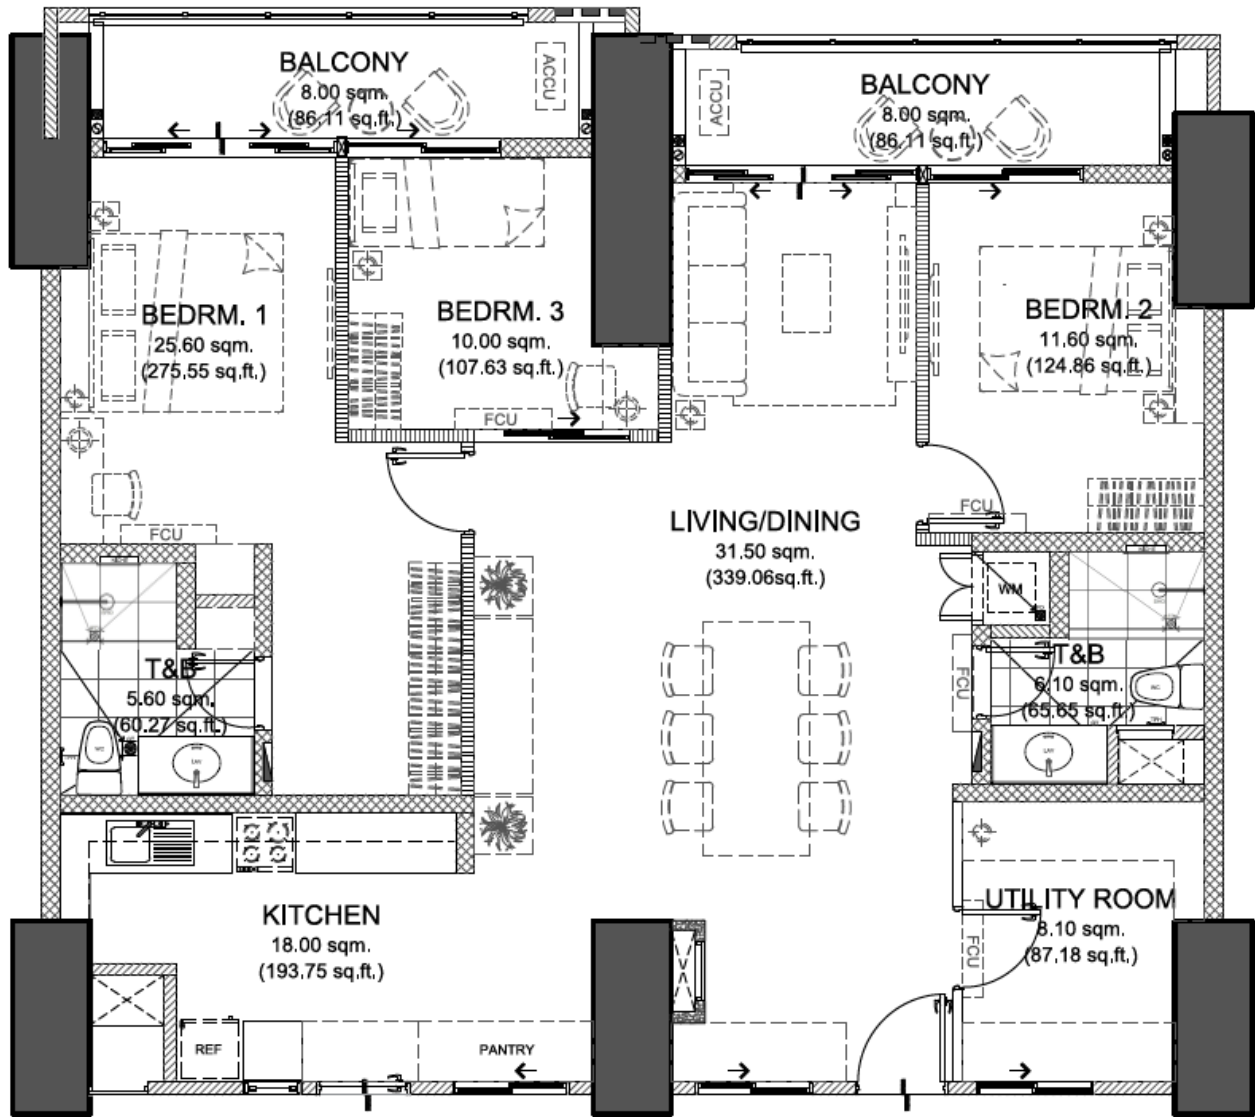 BALCONY
8.00 sqm.
(86.11 sq.ft.)
ACCU
BALCONY
8.00 sqm.
(86.11 sq.ft.)
ACCU
BEDRM. 1
25.60 sqm.
(275.55 sq.ft.)
BEDRM. 3
10.00 sqm.
(107.63 sq.ft.)
BEDRM. 2
11.60 sqm.
(124.86 sq.ft.)
FCU
FCU
FCU
LIVING/DINING
31.50 sqm.
(339.06sq.ft.)
WM
T&B
5.60 sqm.
(60.27 sq.ft.)
FCU
T&B
6.10 sqm.
(65.65 sq.ft.)
WC
LAV
WC
LAV
KITCHEN
18.00 sqm.
(193.75 sq.ft.)
UTILITY ROOM
8.10 sqm.
(87.18 sq.ft.)
FCU
REF
PANTRY